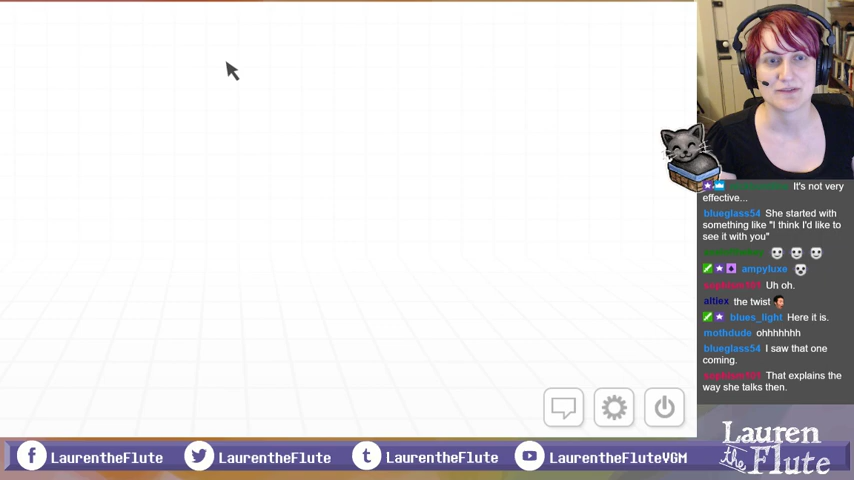 It's not very
effective...
blueglass54 She started with
something like "I think I'd like to
see it with you"
ampyluxe
Uh oh.
altiex the twist
blues_light Here it is.
mothdude ohhhhhhh
blueglass54 I saw that one
coming.
That explains the
way she talks then.
Lauren
the Flute
LaurentheFlute
LaurentheFlute
LaurentheFlute
LaurentheFluteVGM